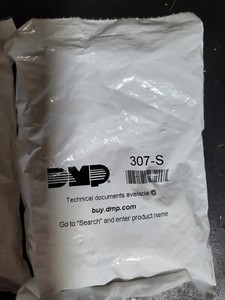 307-S
DMP®
Technical documents available @
buy.dmp.com
Go to "Search" and enter product name